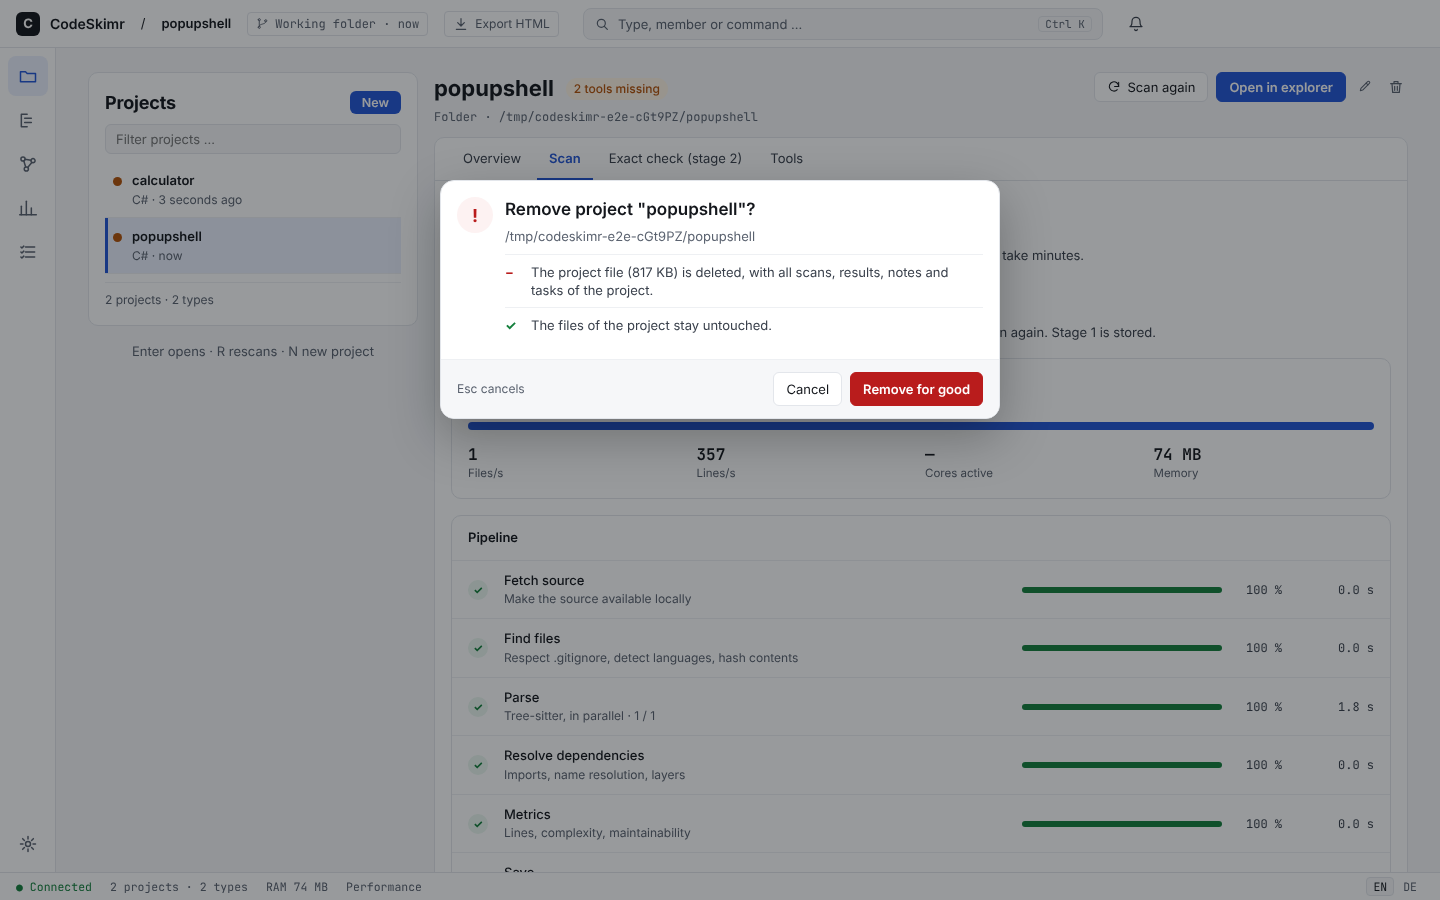 C CodeSkimr / popupshell Working folder · now Export HTML Type, member or command ... Ctrl K
Projects
New
Filter projects ...
calculator
C# · 3 seconds ago
popupshell
C# · now
2 projects · 2 types
Enter opens · R rescans · N new project
popupshell 2 tools missing
Scan again Open in explorer
Folder · /tmp/codeskimr-e2e-cGt9PZ/popupshell
Overview Scan Exact check (stage 2) Tools
take minutes.
n again. Stage 1 is stored.
! Remove project "popupshell"?
/tmp/codeskimr-e2e-cGt9PZ/popupshell
– The project file (817 KB) is deleted, with all scans, results, notes and
tasks of the project.
✓ The files of the project stay untouched.
Esc cancels Cancel Remove for good
1 357 – 74 MB
Files/s Lines/s Cores active Memory
Pipeline
Fetch source
Make the source available locally
100 % 0.0 s
Find files
Respect .gitignore, detect languages, hash contents
100 % 0.0 s
Parse
Tree-sitter, in parallel · 1 / 1
100 % 1.8 s
Resolve dependencies
Imports, name resolution, layers
100 % 0.0 s
Metrics
Lines, complexity, maintainability
100 % 0.0 s
Save
Connected 2 projects · 2 types RAM 74 MB Performance EN DE